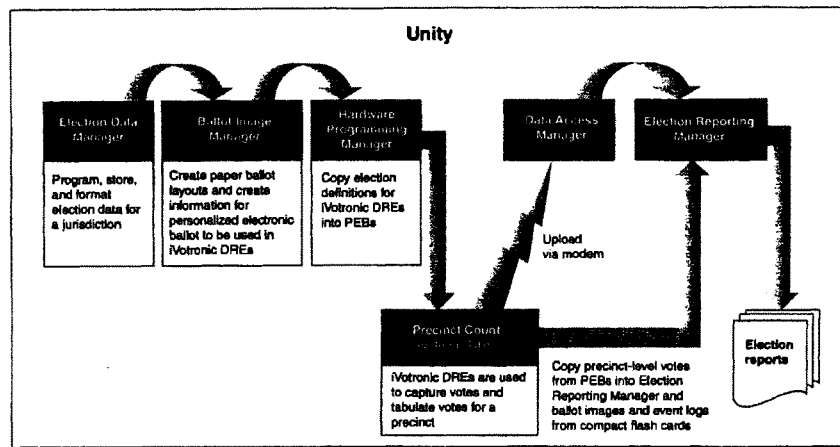 Unity
Election Data
Manager
Program, store,
and format
election data for
a jurisdiction
Ballot Image
Manager
Create paper ballot
layouts and create
information for
personalized electronic
ballot to be used in
iVotronic DREs
Hardware
Programming
Manager
Copy election
definitions for
iVotronic DREs
into PEBs
Data Access
Manager
Election Reporting
Manager
Upload
via modem
Precinct Count
iVotronic DREs are used
to capture votes and
tabulate votes for a
precinct
Copy precinct-level votes
from PEBs into Election
Reporting Manager and
ballot images and event logs
from compact flash cards
Election
reports